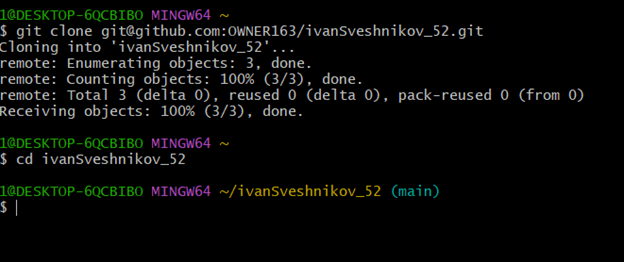 1@DESKTOP-6QCBIBO MINGW64 ~
$ git clone git@github.com:OWNER163/ivanSveshnikov_52.git
Cloning into 'ivanSveshnikov_52'...
remote: Enumerating objects: 3, done.
remote: Counting objects: 100% (3/3), done.
remote: Total 3 (delta 0), reused 0 (delta 0), pack-reused 0 (from 0)
Receiving objects: 100% (3/3), done.
1@DESKTOP-6QCBIBO MINGW64 ~
$ cd ivanSveshnikov_52
1@DESKTOP-6QCBIBO MINGW64 ~/ivanSveshnikov_52 (main)
$